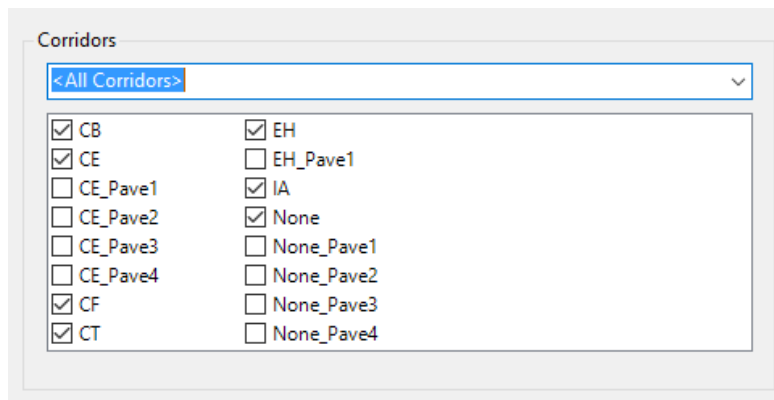 Corridors
<All Corridors>
CB
CE
CE_Pave1
CE_Pave2
CE_Pave3
CE_Pave4
CF
CT
EH
EH_Pave1
IA
None
None_Pave1
None_Pave2
None_Pave3
None_Pave4